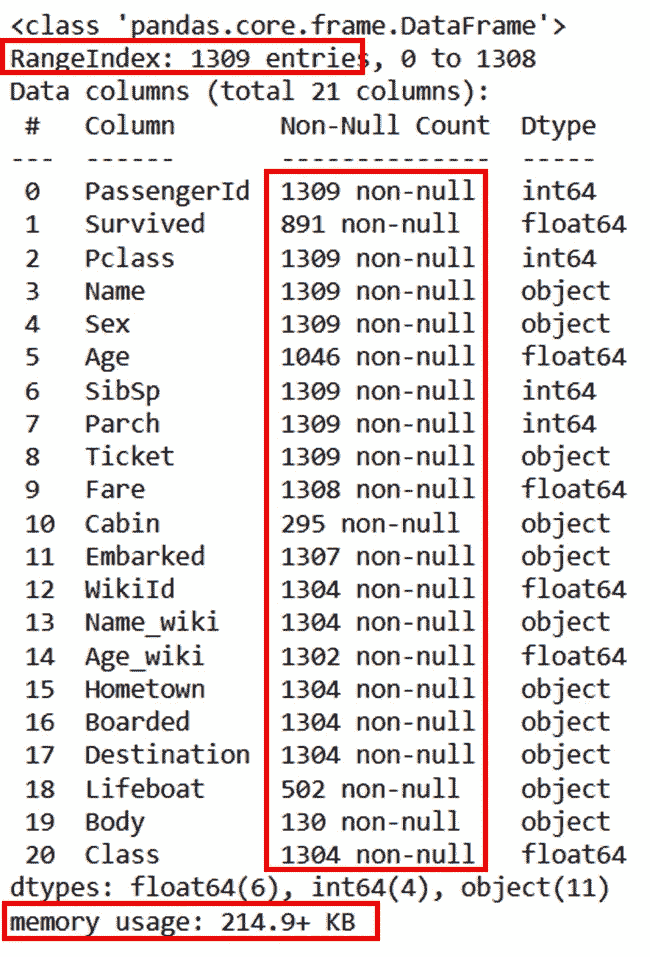 <class 'pandas.core.frame.DataFrame'>
RangeIndex: 1309 entries, 0 to 1308
Data columns (total 21 columns):
 #   Column       Non-Null Count  Dtype
---  ------       --------------  -----
 0   PassengerId  1309 non-null   int64
 1   Survived     891 non-null    float64
 2   Pclass       1309 non-null   int64
 3   Name         1309 non-null   object
 4   Sex          1309 non-null   object
 5   Age          1046 non-null   float64
 6   SibSp        1309 non-null   int64
 7   Parch        1309 non-null   int64
 8   Ticket       1309 non-null   object
 9   Fare         1308 non-null   float64
 10  Cabin        295 non-null    object
 11  Embarked     1307 non-null   object
 12  WikiId       1304 non-null   float64
 13  Name_wiki    1304 non-null   object
 14  Age_wiki     1302 non-null   float64
 15  Hometown     1304 non-null   object
 16  Boarded      1304 non-null   object
 17  Destination  1304 non-null   object
 18  Lifeboat     502 non-null    object
 19  Body         130 non-null    object
 20  Class        1304 non-null   float64
dtypes: float64(6), int64(4), object(11)
memory usage: 214.9+ KB